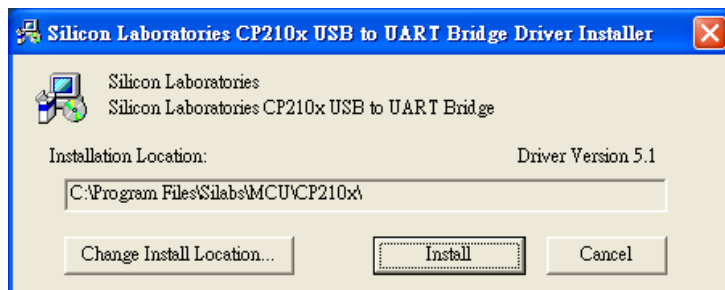 Silicon Laboratories CP210x USB to UART Bridge Driver Installer
Silicon Laboratories
Silicon Laboratories CP210x USB to UART Bridge
Installation Location: Driver Version 5.1
C:\Program Files\Silabs\MCU\CP210x\
Change Install Location... Install Cancel